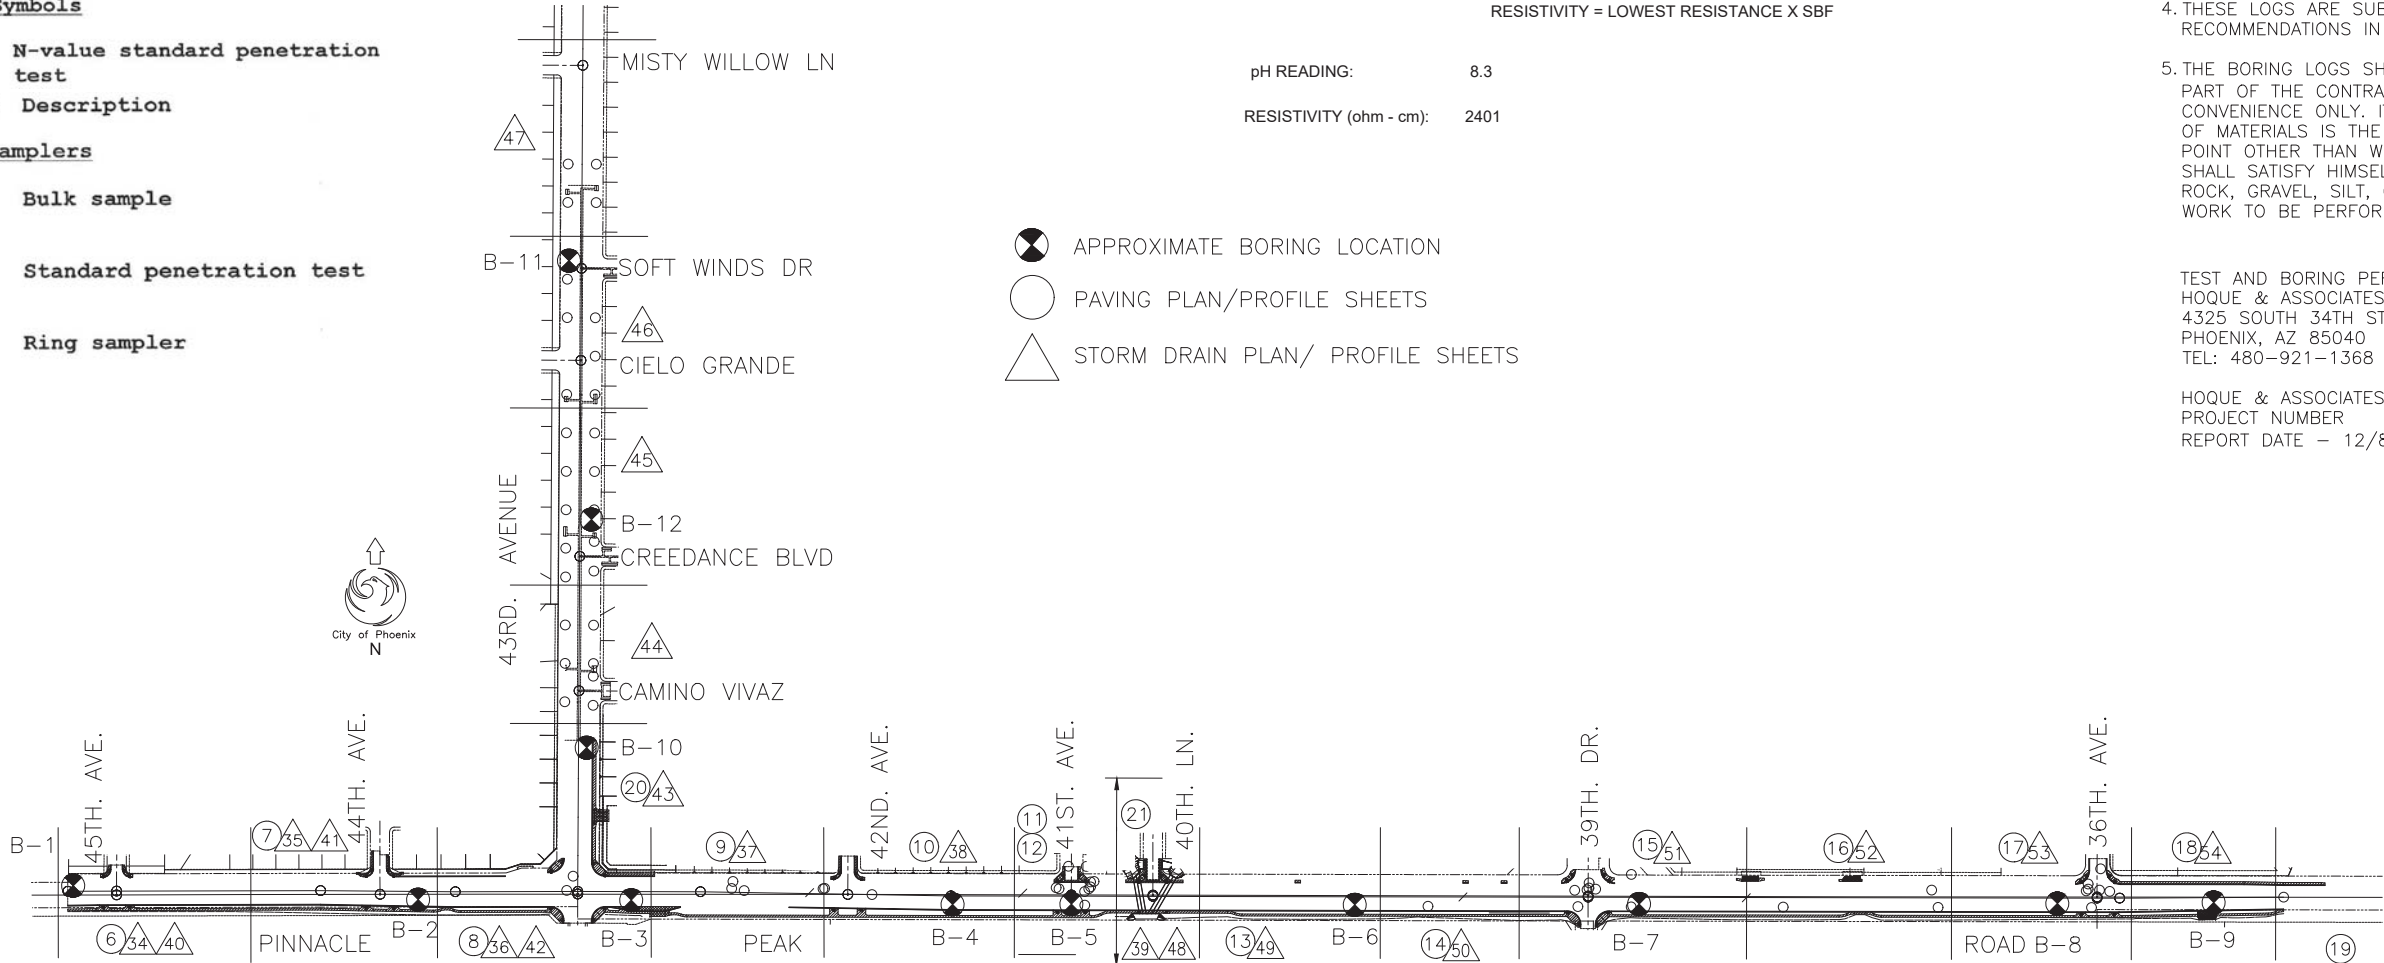 Symbols
N-value standard penetration
test
Description
Samplers
Bulk sample
Standard penetration test
Ring sampler
RESISTIVITY = LOWEST RESISTANCE X SBF
pH READING: 8.3
RESISTIVITY (ohm - cm): 2401
4. THESE LOGS ARE
RECOMMENDATIONS IN
5. THE BORING LOGS
PART OF THE
CONVENIENCE ONLY.
OF MATERIALS IS THE
POINT OTHER THAN
SHALL SATISFY
ROCK, GRAVEL, SILT,
WORK TO BE
TEST AND BORING
HOQUE & ASSOCIATES
4325 SOUTH 34TH ST
PHOENIX, AZ 85040
TEL: 480-921-1368
HOQUE & ASSOCIATES
PROJECT NUMBER
REPORT DATE - 12/8
APPROXIMATE BORING LOCATION
PAVING PLAN/PROFILE SHEETS
STORM DRAIN PLAN/ PROFILE SHEETS
MISTY WILLOW LN
47
B-11
SOFT WINDS DR
46
CIELO GRANDE
45
43RD. AVENUE
B-12
CREEDANCE BLVD
44
CAMINO VIVAZ
B-10
20 43
City of Phoenix
N
B-1
45TH. AVE.
7 35 41
44TH. AVE.
9 37
42ND. AVE.
10 38
11
12
41ST. AVE.
21
40TH. LN.
39TH. DR.
15 51
16 52
17 53
36TH. AVE.
18 54
6 34 40
PINNACLE
B-2
8 36 42
B-3
PEAK
B-4
B-5
39 48
13 49
B-6
14 50
B-7
ROAD B-8
B-9
19